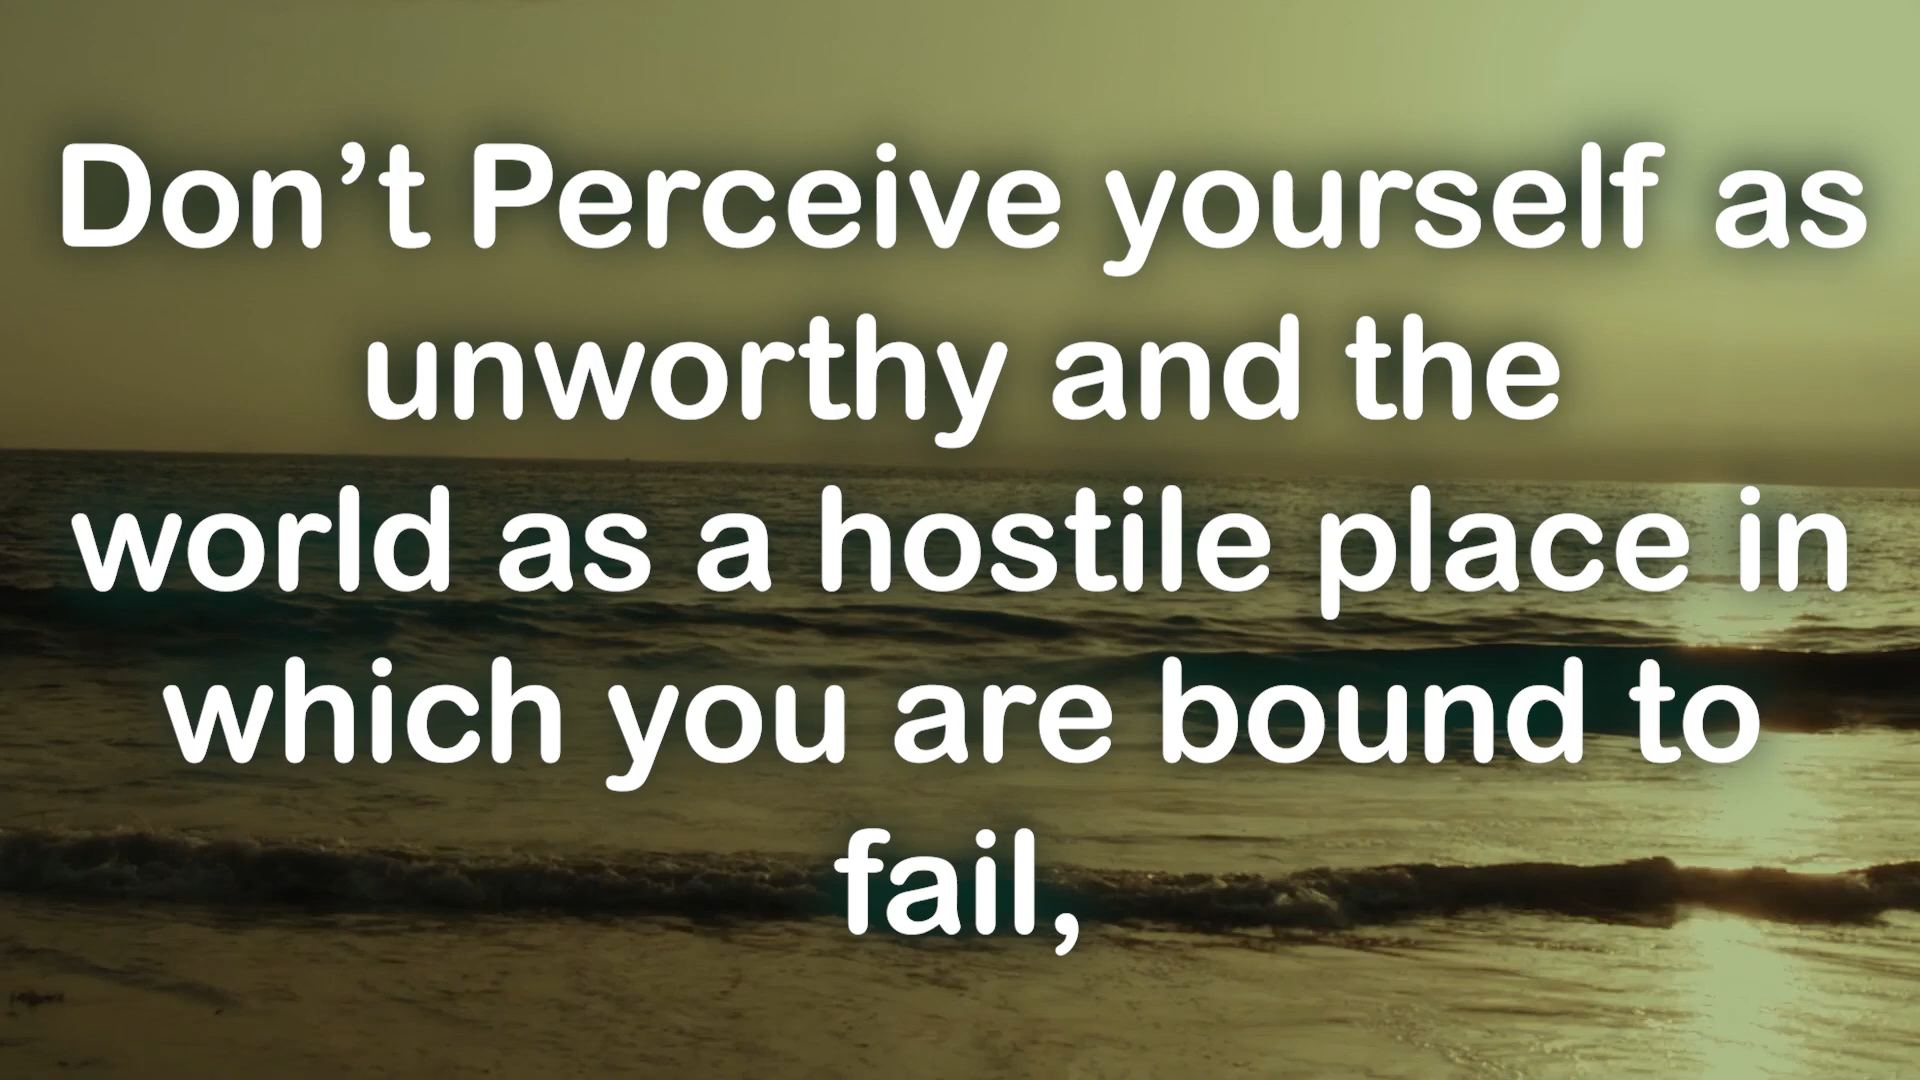 Don’t Perceive yourself as
unworthy and the
world as a hostile place in
which you are bound to
fail,